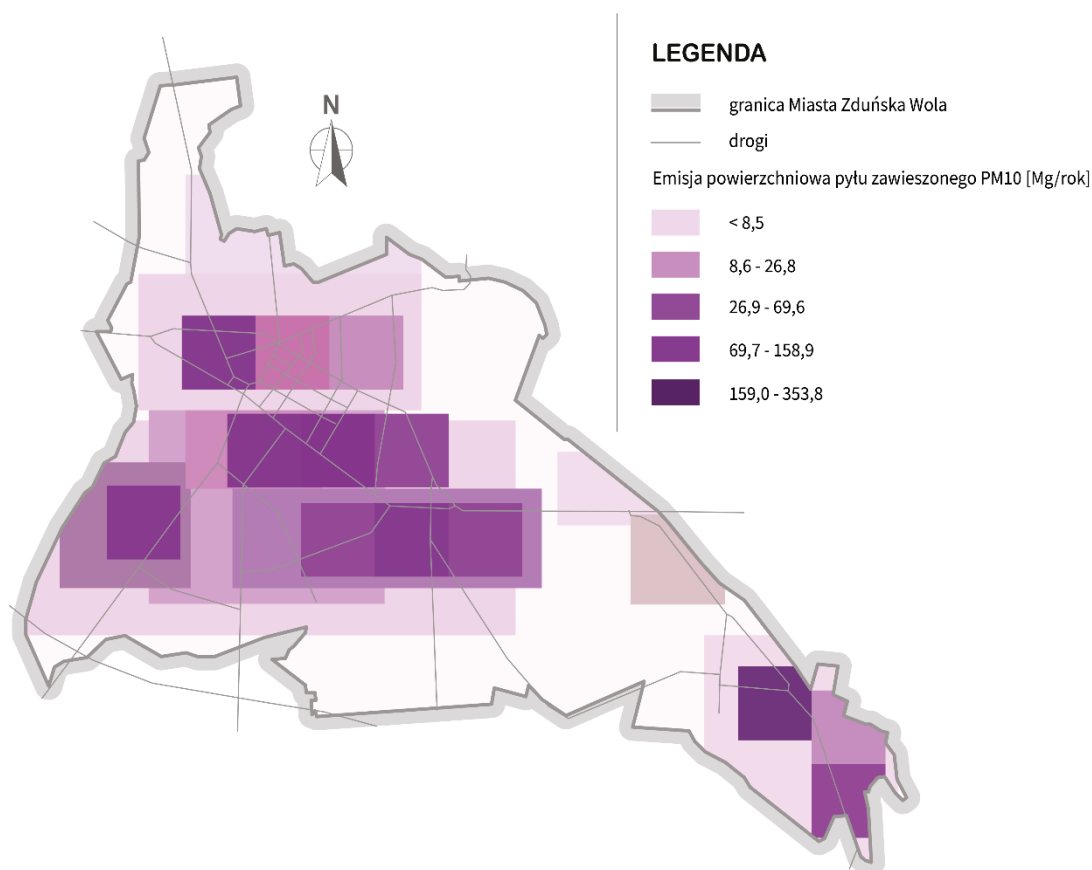 N
LEGENDA
granica Miasta Zduńska Wola
drogi
Emisja powierzchniowa pyłu zawieszonego PM10 [Mg/rok]
< 8,5
8,6 - 26,8
26,9 - 69,6
69,7 - 158,9
159,0 - 353,8